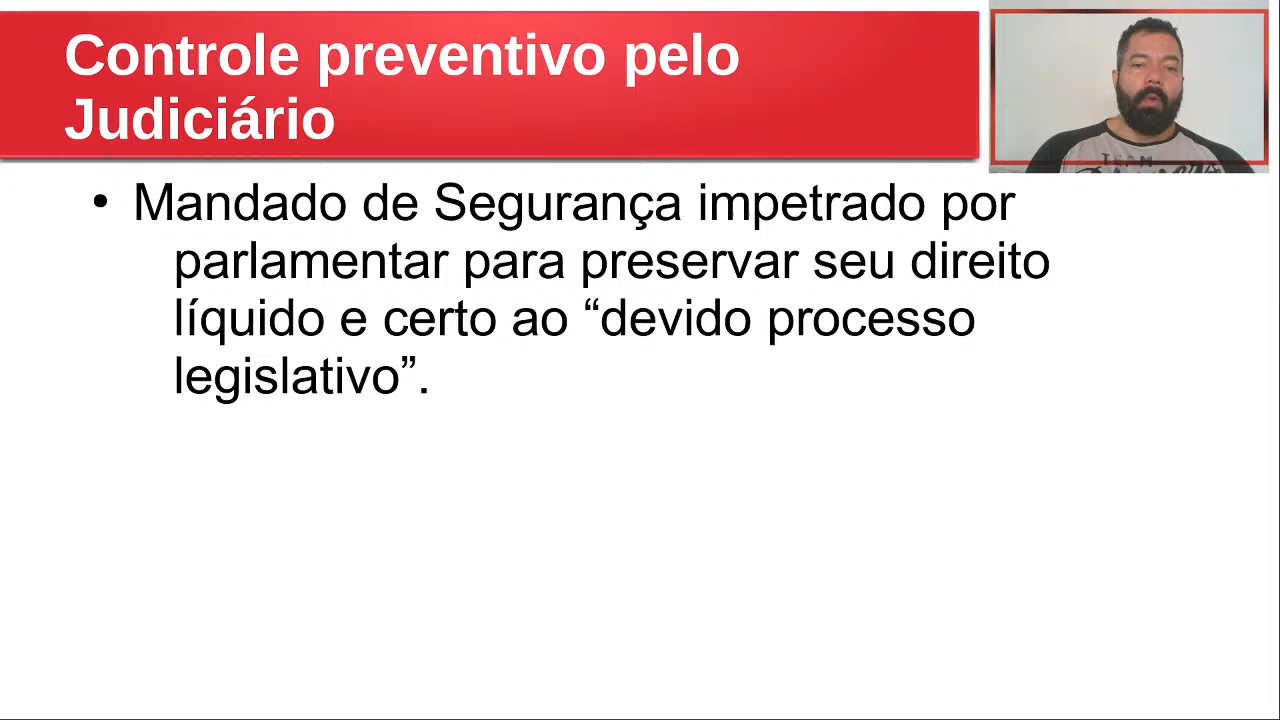 Controle preventivo pelo
Judiciário
• Mandado de Segurança impetrado por
parlamentar para preservar seu direito
líquido e certo ao “devido processo
legislativo”.
TEAM